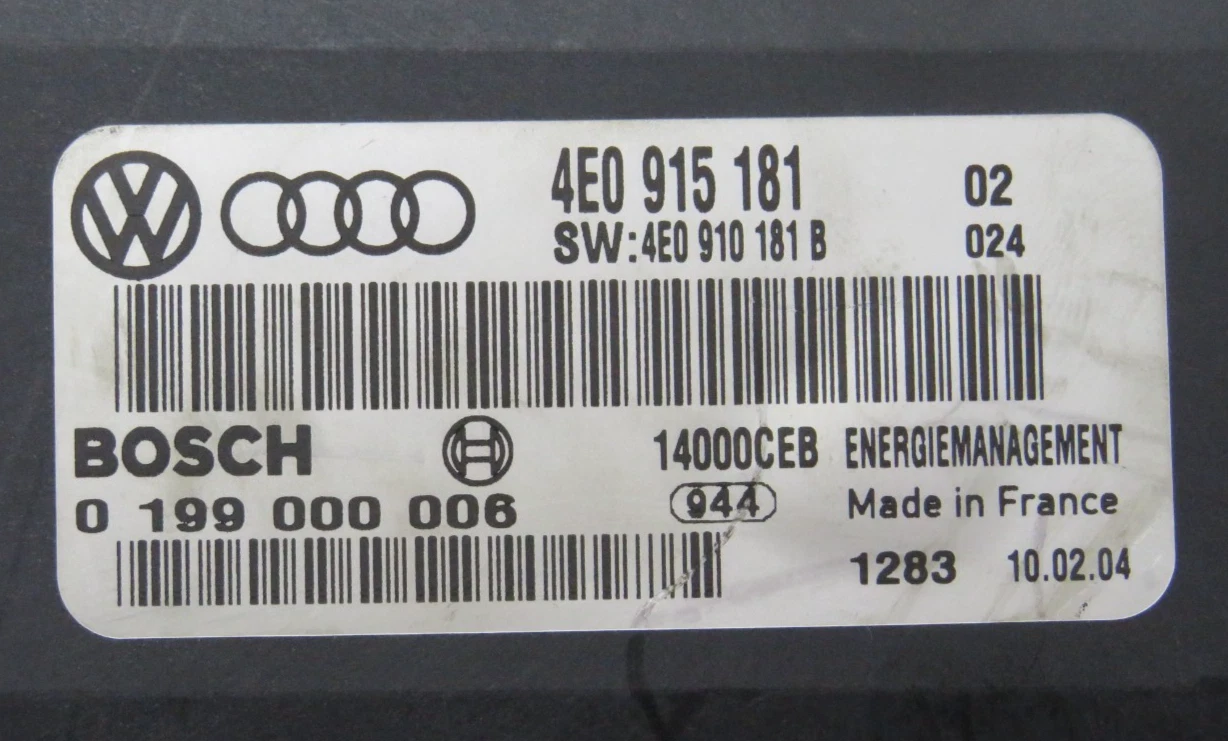 4E0 915 181 02
SW:4E0 910 181 B 024
BOSCH 14000CEB ENERGIEMANAGEMENT
0 199 000 006 944 Made in France
1283 10.02.04